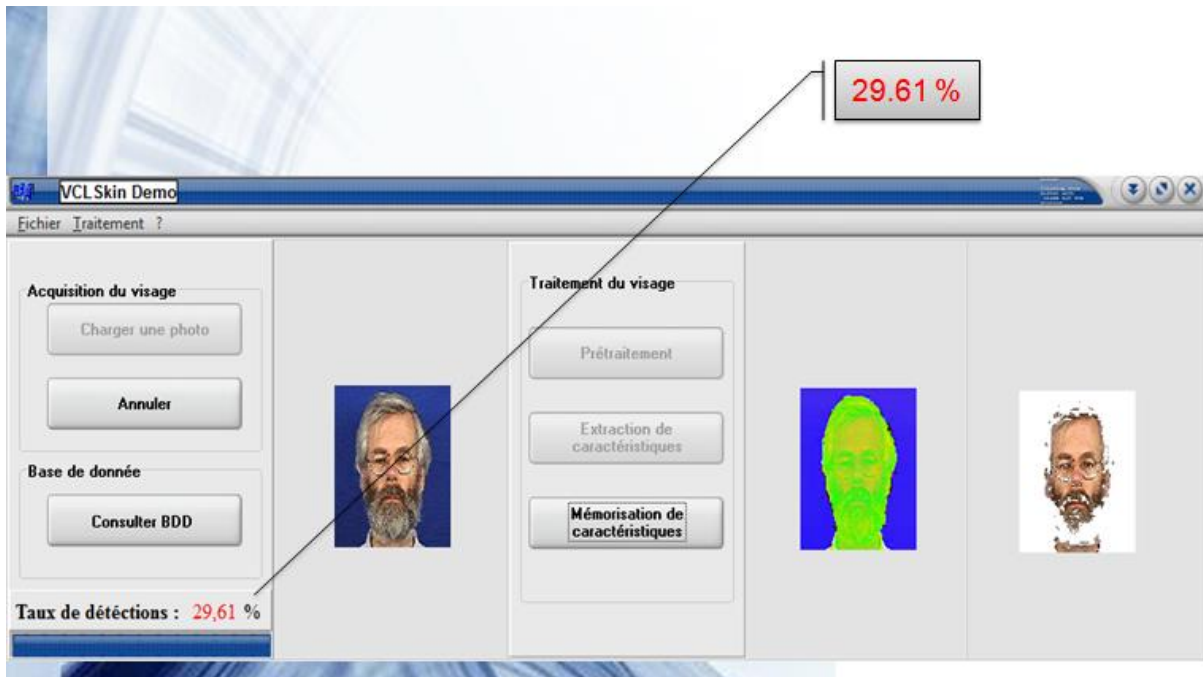 29.61 %
VCLSkin Demo
Fichier Traitement ?
Acquisition du visage
Charger une photo
Annuler
Base de donnée
Consulter BDD
Taux de détéctions : 29,61 %
Traitement du visage
Prétraitement
Extraction de
caractéristiques
Mémorisation de
caractéristiques